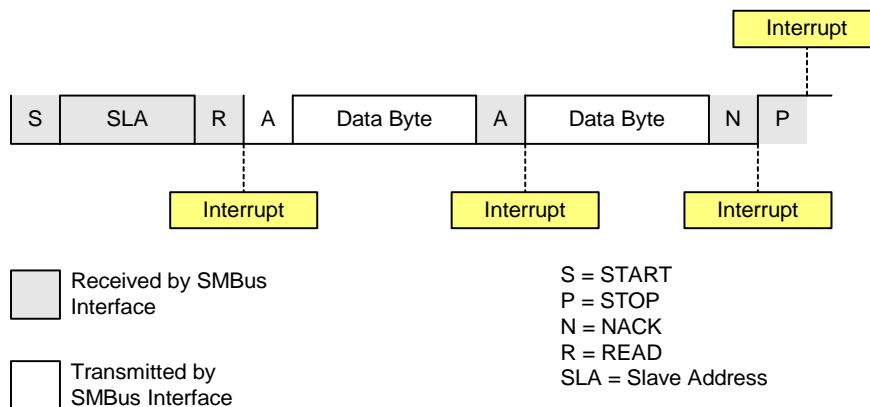 Interrupt
S SLA R A Data Byte A Data Byte N P
Interrupt Interrupt Interrupt
Received by SMBus
Interface
Transmitted by
SMBus Interface
S = START
P = STOP
N = NACK
R = READ
SLA = Slave Address